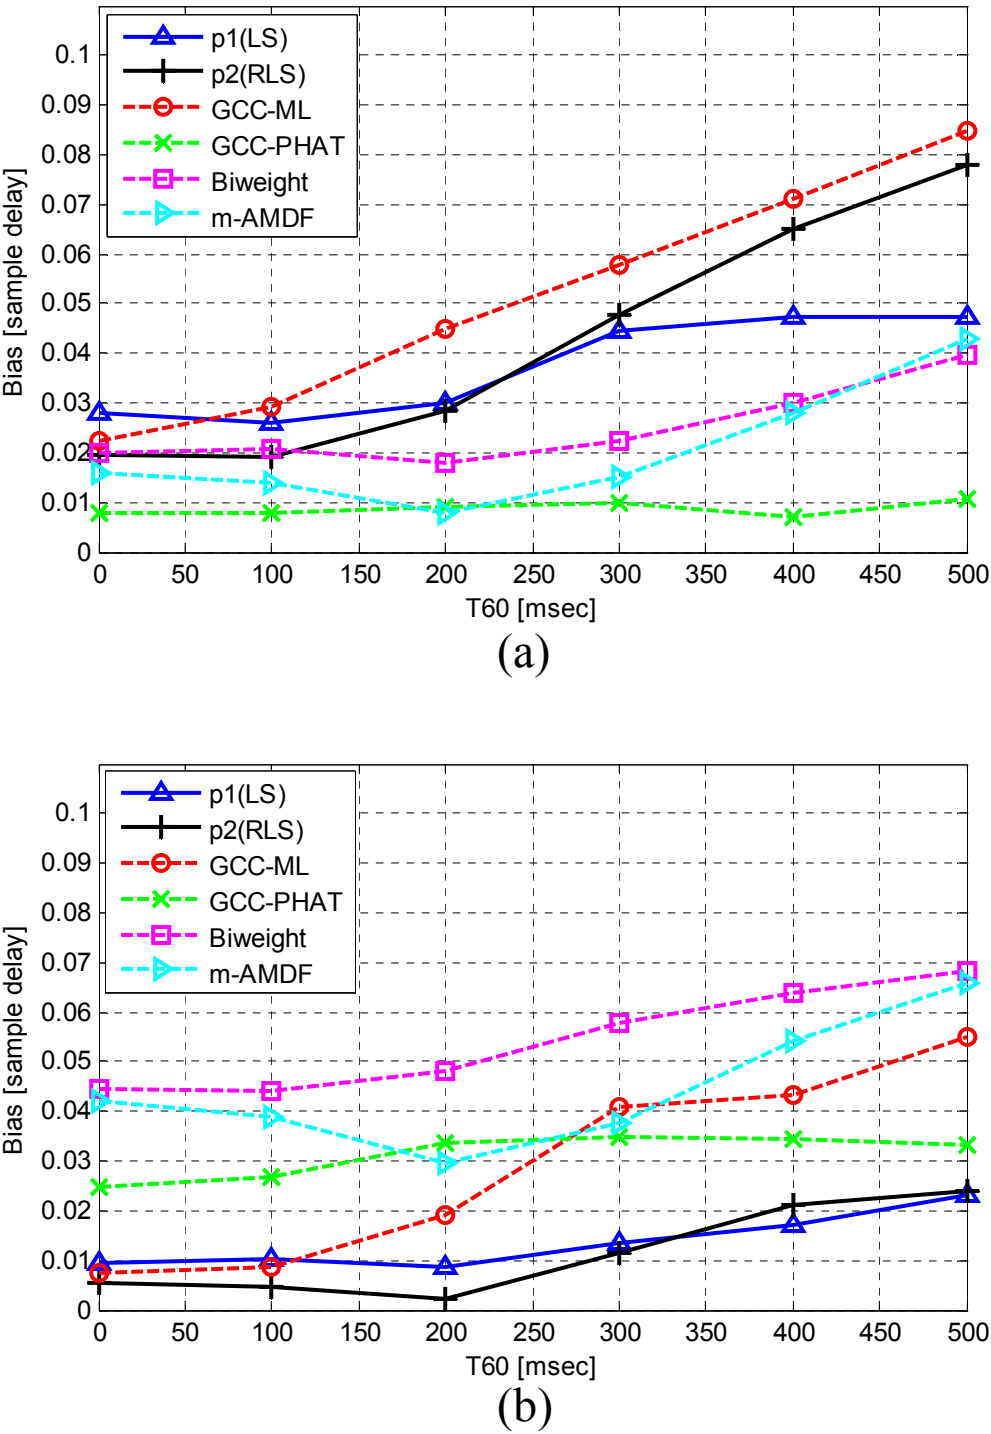 0.1
0.09
0.08
0.07
0.06
0.05
0.04
0.03
0.02
0.01
0
Bias [sample delay]
p1(LS)
p2(RLS)
GCC-ML
GCC-PHAT
Biweight
m-AMDF
0 50 100 150 200 250 300 350 400 450 500
T60 [msec]
(a)
0.1
0.09
0.08
0.07
0.06
0.05
0.04
0.03
0.02
0.01
0
Bias [sample delay]
p1(LS)
p2(RLS)
GCC-ML
GCC-PHAT
Biweight
m-AMDF
0 50 100 150 200 250 300 350 400 450 500
T60 [msec]
(b)